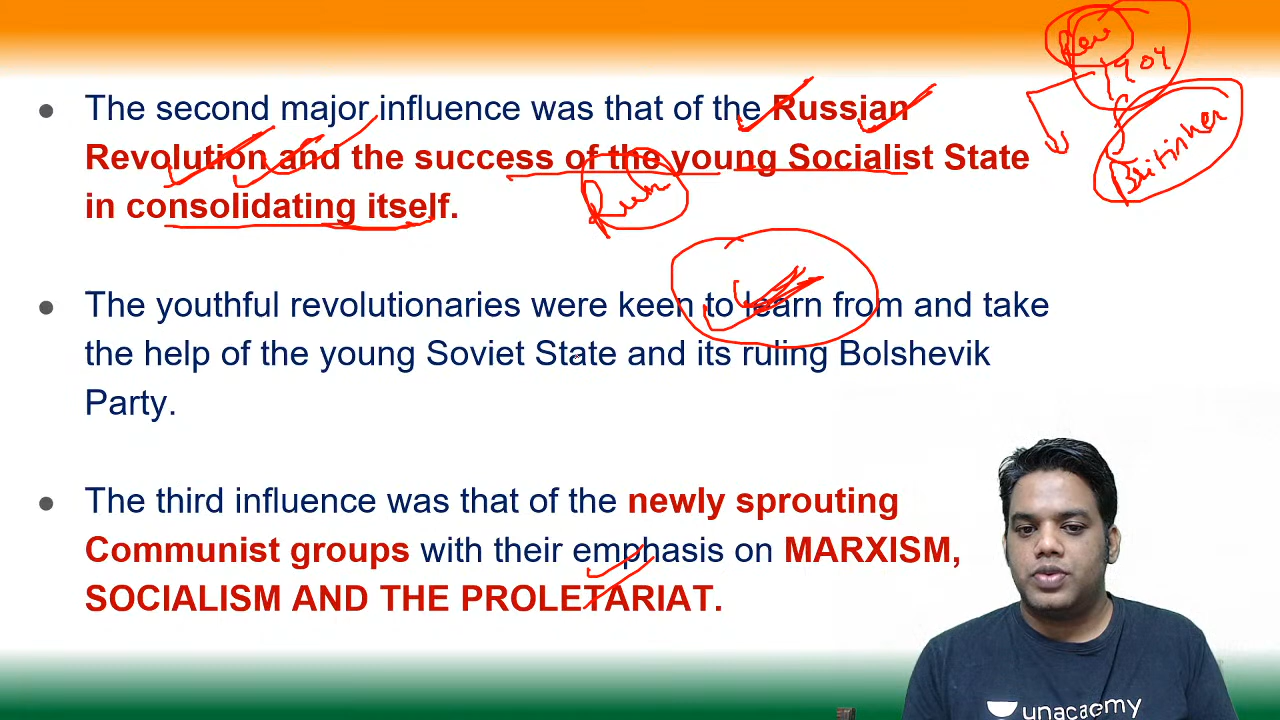 The second major influence was that of the Russian
Revolution and the success of the young Socialist State
in consolidating itself.
The youthful revolutionaries were keen to learn from and take
the help of the young Soviet State and its ruling Bolshevik
Party.
The third influence was that of the newly sprouting
Communist groups with their emphasis on MARXISM,
SOCIALISM AND THE PROLETARIAT.
Rev
1904
Britisher
unacademy